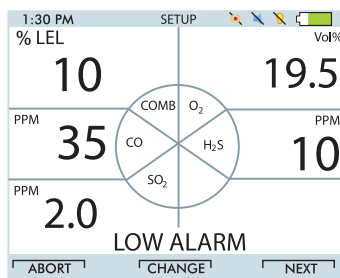 1:30 PM SETUP
% LEL Vol%
10 19.5
COMB O₂
PPM PPM
35 CO H₂S 10
SO₂
PPM
2.0
LOW ALARM
ABORT CHANGE NEXT